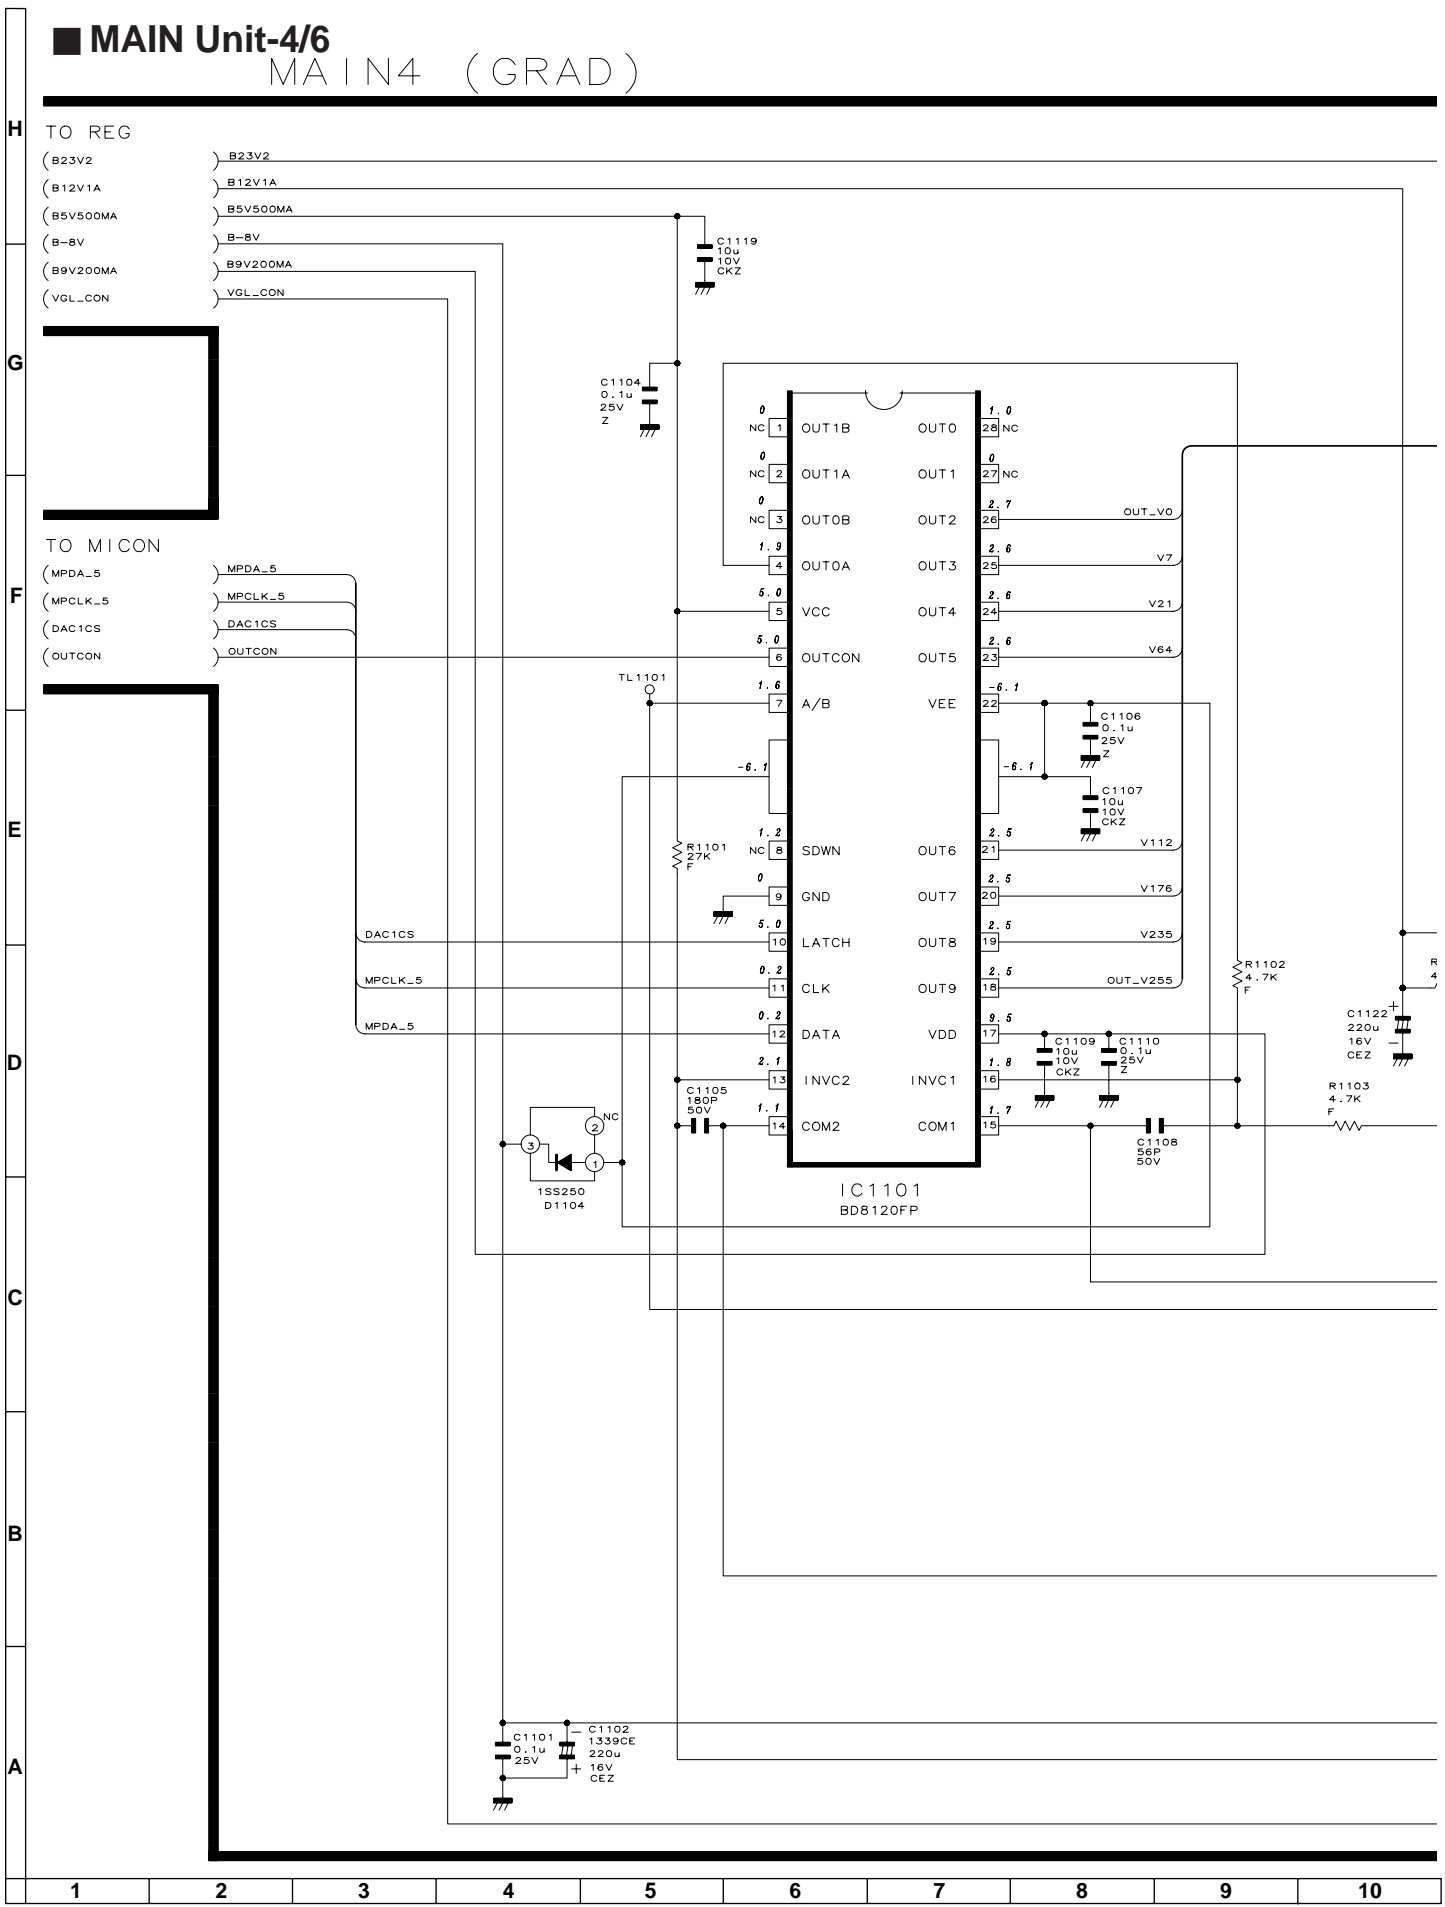 ■ MAIN Unit-4/6
MAIN4 (GRAD)
H
TO REG
B23V2
B23V2
B12V1A
B12V1A
B5V500MA
B5V500MA
B-8V
B-8V
B9V200MA
B9V200MA
VGL_CON
VGL_CON
C1119
10u
10V
CKZ
G
C1104
0.1u
25V
Z
TO MICON
MPDA_5
MPDA_5
MPCLK_5
MPCLK_5
DAC1CS
DAC1CS
OUTCON
OUTCON
F
0
NC 1 OUT1B
OUT0 28 NC
1.0
0
NC 2 OUT1A
OUT1 27 NC
0
0
NC 3 OUT0B
OUT2 26
2.7
OUT_V0
1.9
4 OUT0A
OUT3 25
2.6
V7
5.0
5 VCC
OUT4 24
2.6
V21
5.0
6 OUTCON
OUT5 23
2.6
V64
TL1101
1.6
7 A/B
VEE 22
-6.1
C1106
0.1u
25V
Z
-6.1
-6.1
C1107
10u
10V
CKZ
E
R1101
27K
F
1.2
NC 8 SDWN
OUT6 21
2.5
V112
0
9 GND
OUT7 20
2.5
V176
DAC1CS
5.0
10 LATCH
OUT8 19
2.5
V235
MPCLK_5
0.2
11 CLK
OUT9 18
2.5
OUT_V255
R1102
4.7K
F
R
4
MPDA_5
0.2
12 DATA
VDD 17
9.5
C1109
10u
10V
CKZ
C1110
0.1u
25V
Z
C1122
+
220u
16V
-
CEZ
D
2.1
13 INVC2
INVC1 16
1.8
C1105
180P
50V
1.1
14 COM2
COM1 15
1.7
C1108
56P
50V
R1103
4.7K
F
NC
2
3
1
1SS250
D1104
IC1101
BD8120FP
C
B
C1101
0.1u
25V
-
C1102
1339CE
220u
+ 16V
CEZ
A
1 2 3 4 5 6 7 8 9 10